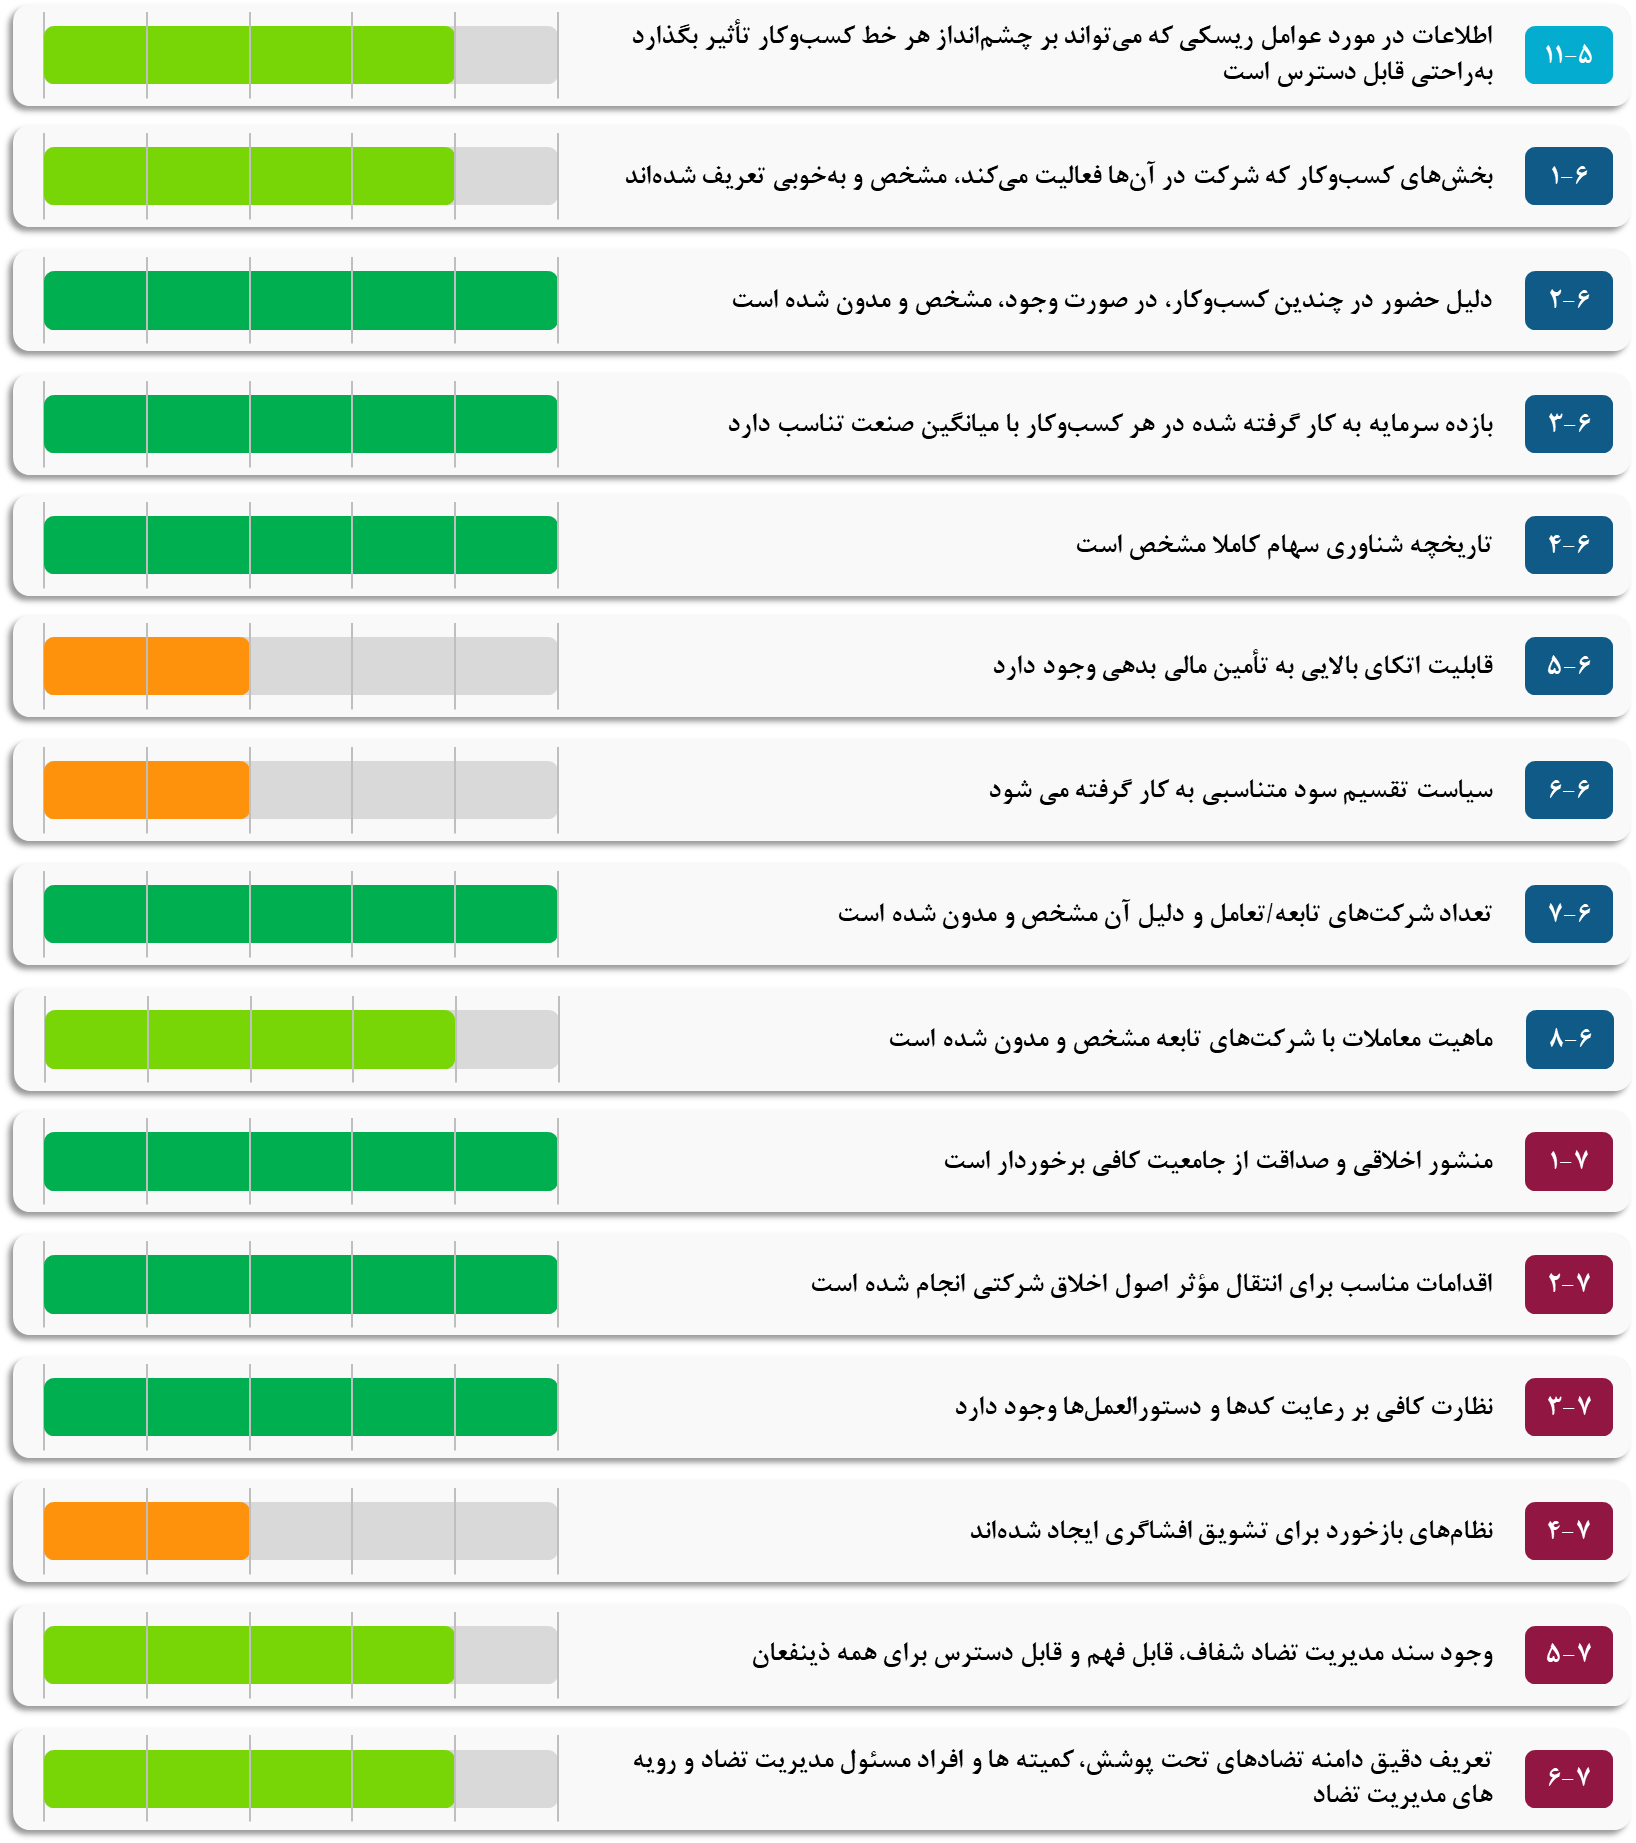 ۱۱-۵
اطلاعات در مورد عوامل ریسکی که می‌تواند بر چشم‌انداز هر خط کسب‌وکار تأثیر بگذارد
به‌راحتی قابل دسترس است
۱-۶
بخش‌های کسب‌وکار که شرکت در آن‌ها فعالیت می‌کند، مشخص و به‌خوبی تعریف شده‌اند
۲-۶
دلیل حضور در چندین کسب‌وکار، در صورت وجود، مشخص و مدون شده است
۳-۶
بازده سرمایه به کار گرفته شده در هر کسب‌وکار با میانگین صنعت تناسب دارد
۴-۶
تاریخچه شناوری سهام کاملا مشخص است
۵-۶
قابلیت اتکای بالایی به تأمین مالی بدهی وجود دارد
۶-۶
سیاست تقسیم سود متناسبی به کار گرفته می شود
۷-۶
تعداد شرکت‌های تابعه/تعامل و دلیل آن مشخص و مدون شده است
۸-۶
ماهیت معاملات با شرکت‌های تابعه مشخص و مدون شده است
۱-۷
منشور اخلاقی و صداقت از جامعیت کافی برخوردار است
۲-۷
اقدامات مناسب برای انتقال مؤثر اصول اخلاق شرکتی انجام شده است
۳-۷
نظارت کافی بر رعایت کدها و دستورالعمل‌ها وجود دارد
۴-۷
نظام‌های بازخورد برای تشویق افشاگری ایجاد شده‌اند
۵-۷
وجود سند مدیریت تضاد شفاف، قابل فهم و قابل دسترس برای همه ذینفعان
۶-۷
تعریف دقیق دامنه تضادهای تحت پوشش، کمیته ها و افراد مسئول مدیریت تضاد و رویه
های مدیریت تضاد